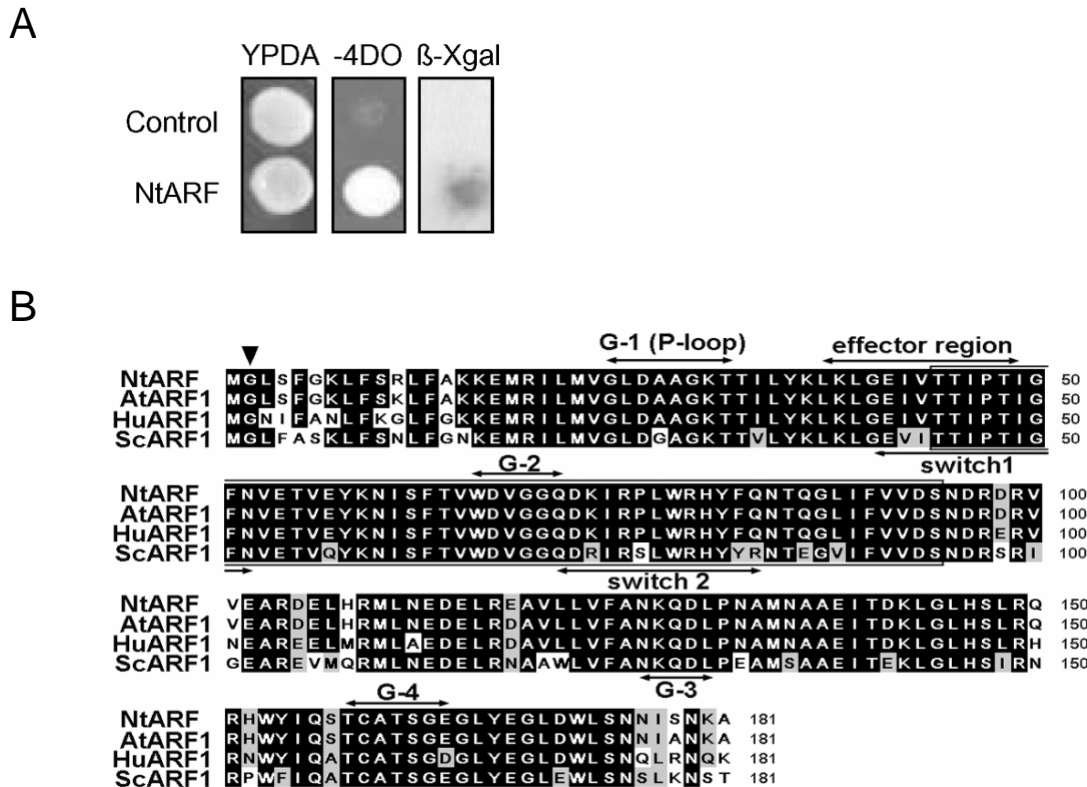 A
YPDA -4DO ß-Xgal
Control
NtARF
B
G-1 (P-loop) effector region
NtARF MGLSFGKLFSRLFAKKEMRILMVGLDAAGKTTILYKLKLGEIVTTIPTIG 50
AtARF1 MGLSFGKLFSKLFAKKEMRILMVGLDAAGKTTILYKLKLGEIVTTIPTIG 50
HuARF1 MGNIFANLFKGLFGKKEMRILMVGLDAAGKTTILYKLKLGEIVTTIPTIG 50
ScARF1 MGLFASKLFSNLFGNKEMRILMVGLDGAGKTTVLYKLKLGEVITTIPTIG 50
G-2 switch1
NtARF FNVETVEYKNISFTVWDVGGQDKIRPLWRHYFQNTQGLIFVVDSNDRDRV 100
AtARF1 FNVETVEYKNISFTVWDVGGQDKIRPLWRHYFQNTQGLIFVVDSNDRDRV 100
HuARF1 FNVETVEYKNISFTVWDVGGQDKIRPLWRHYFQNTQGLIFVVDSNDRERV 100
ScARF1 FNVETVQYKNISFTVWDVGGQDRIRSLWRHYYRNTEGVIFVVDSNDRSRI 100
switch 2
NtARF VEARDELHRMLNEDELREAVLLVFANKQDLPNAMNAAEITDKLGLHSLRQ 150
AtARF1 VEARDELHRMLNEDELRDAVLLVFANKQDLPNAMNAAEITDKLGLHSLRQ 150
HuARF1 NEAREELMRMLAEDELRDAVLLVFANKQDLPNAMNAAEITDKLGLHSLRH 150
ScARF1 GEAREVMQRMLNEDELRNAAWLVFANKQDLPEAMSAAEITEKLGLHSIRN 150
G-4 G-3
NtARF RHWYIQSTCATSGEGLYEGLDWLSNNISNKA 181
AtARF1 RHWYIQSTCATSGEGLYEGLDWLSNNIANKA 181
HuARF1 RNWYIQATCATSGDGLYEGLDWLSNQLRNQK 181
ScARF1 RPWFIQATCATSGEGLYEGLEWLSNSLKNST 181